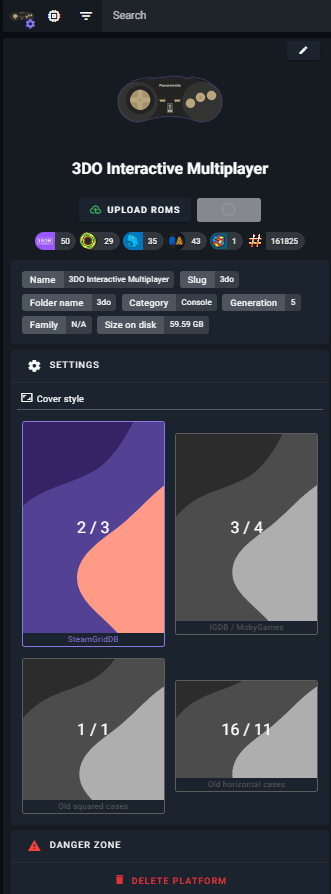 Search
3DO Interactive Multiplayer
UPLOAD ROMS
50 29 35 43 1 161825
Name 3DO Interactive Multiplayer Slug 3do
Folder name 3do Category Console Generation 5
Family N/A Size on disk 59.59 GB
SETTINGS
Cover style
2 / 3
SteamGridDB
3 / 4
IGDB / MobyGames
1 / 1
Old squared cases
16 / 11
Old horizontal cases
DANGER ZONE
DELETE PLATFORM